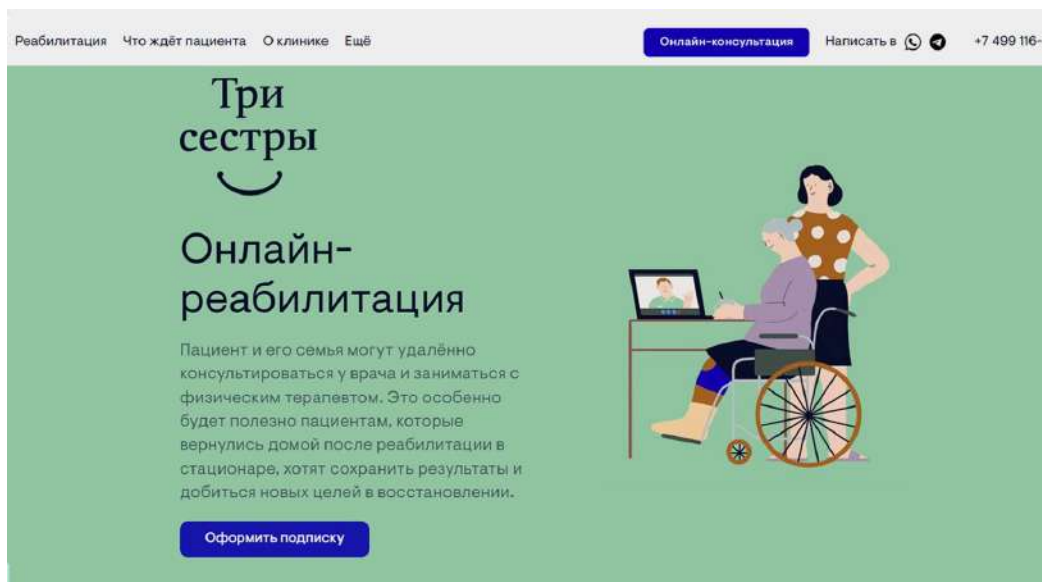 Реабилитация Что ждёт пациента О клинике Ещё Онлайн-консультация Написать в +7 499 116-
Три
сестры
Онлайн-
реабилитация
Пациент и его семья могут удалённо
консультироваться у врача и заниматься с
физическим терапевтом. Это особенно
будет полезно пациентам, которые
вернулись домой после реабилитации в
стационаре, хотят сохранить результаты и
добиться новых целей в восстановлении.
Оформить подписку